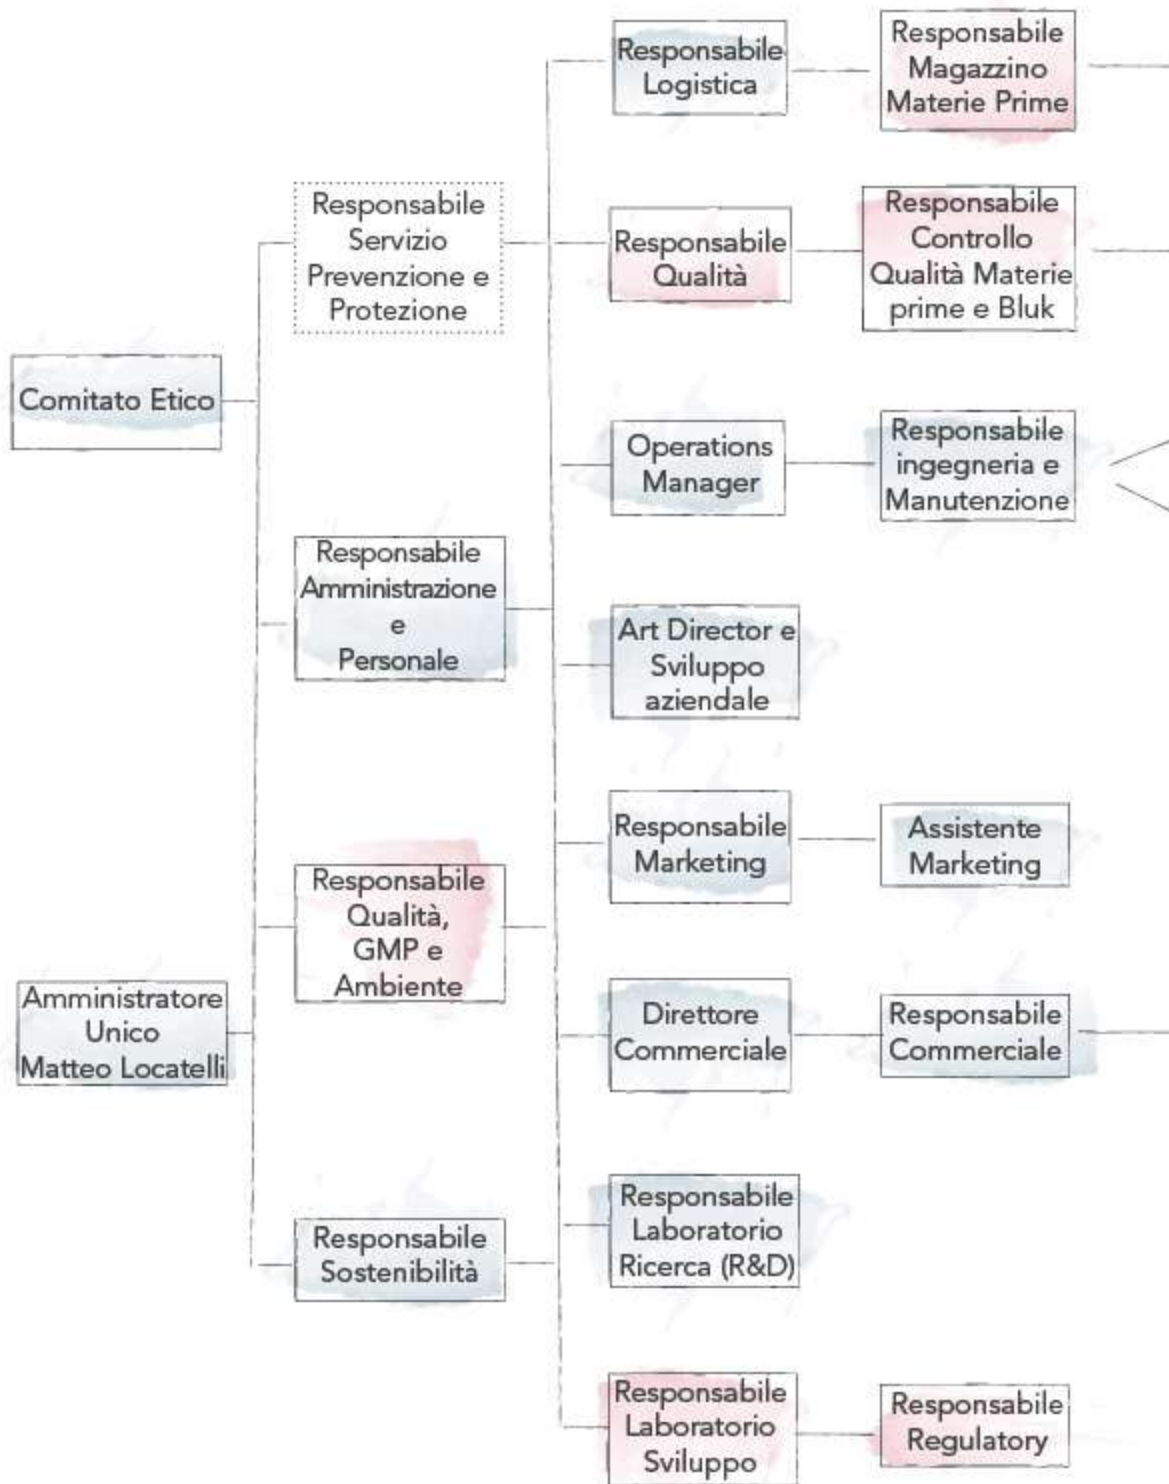 Comitato Etico
Amministratore
Unico
Matteo Locatelli
Responsabile
Servizio
Prevenzione e
Protezione
Responsabile
Amministrazione
e
Personale
Responsabile
Qualità,
GMP e
Ambiente
Responsabile
Sostenibilità
Responsabile
Logistica
Responsabile
Qualità
Operations
Manager
Art Director e
Sviluppo
aziendale
Responsabile
Marketing
Direttore
Commerciale
Responsabile
Laboratorio
Ricerca (R&D)
Responsabile
Laboratorio
Sviluppo
Responsabile
Magazzino
Materie Prime
Responsabile
Controllo
Qualità Materie
prime e Bluk
Responsabile
ingegneria e
Manutenzione
Assistente
Marketing
Responsabile
Commerciale
Responsabile
Regulatory